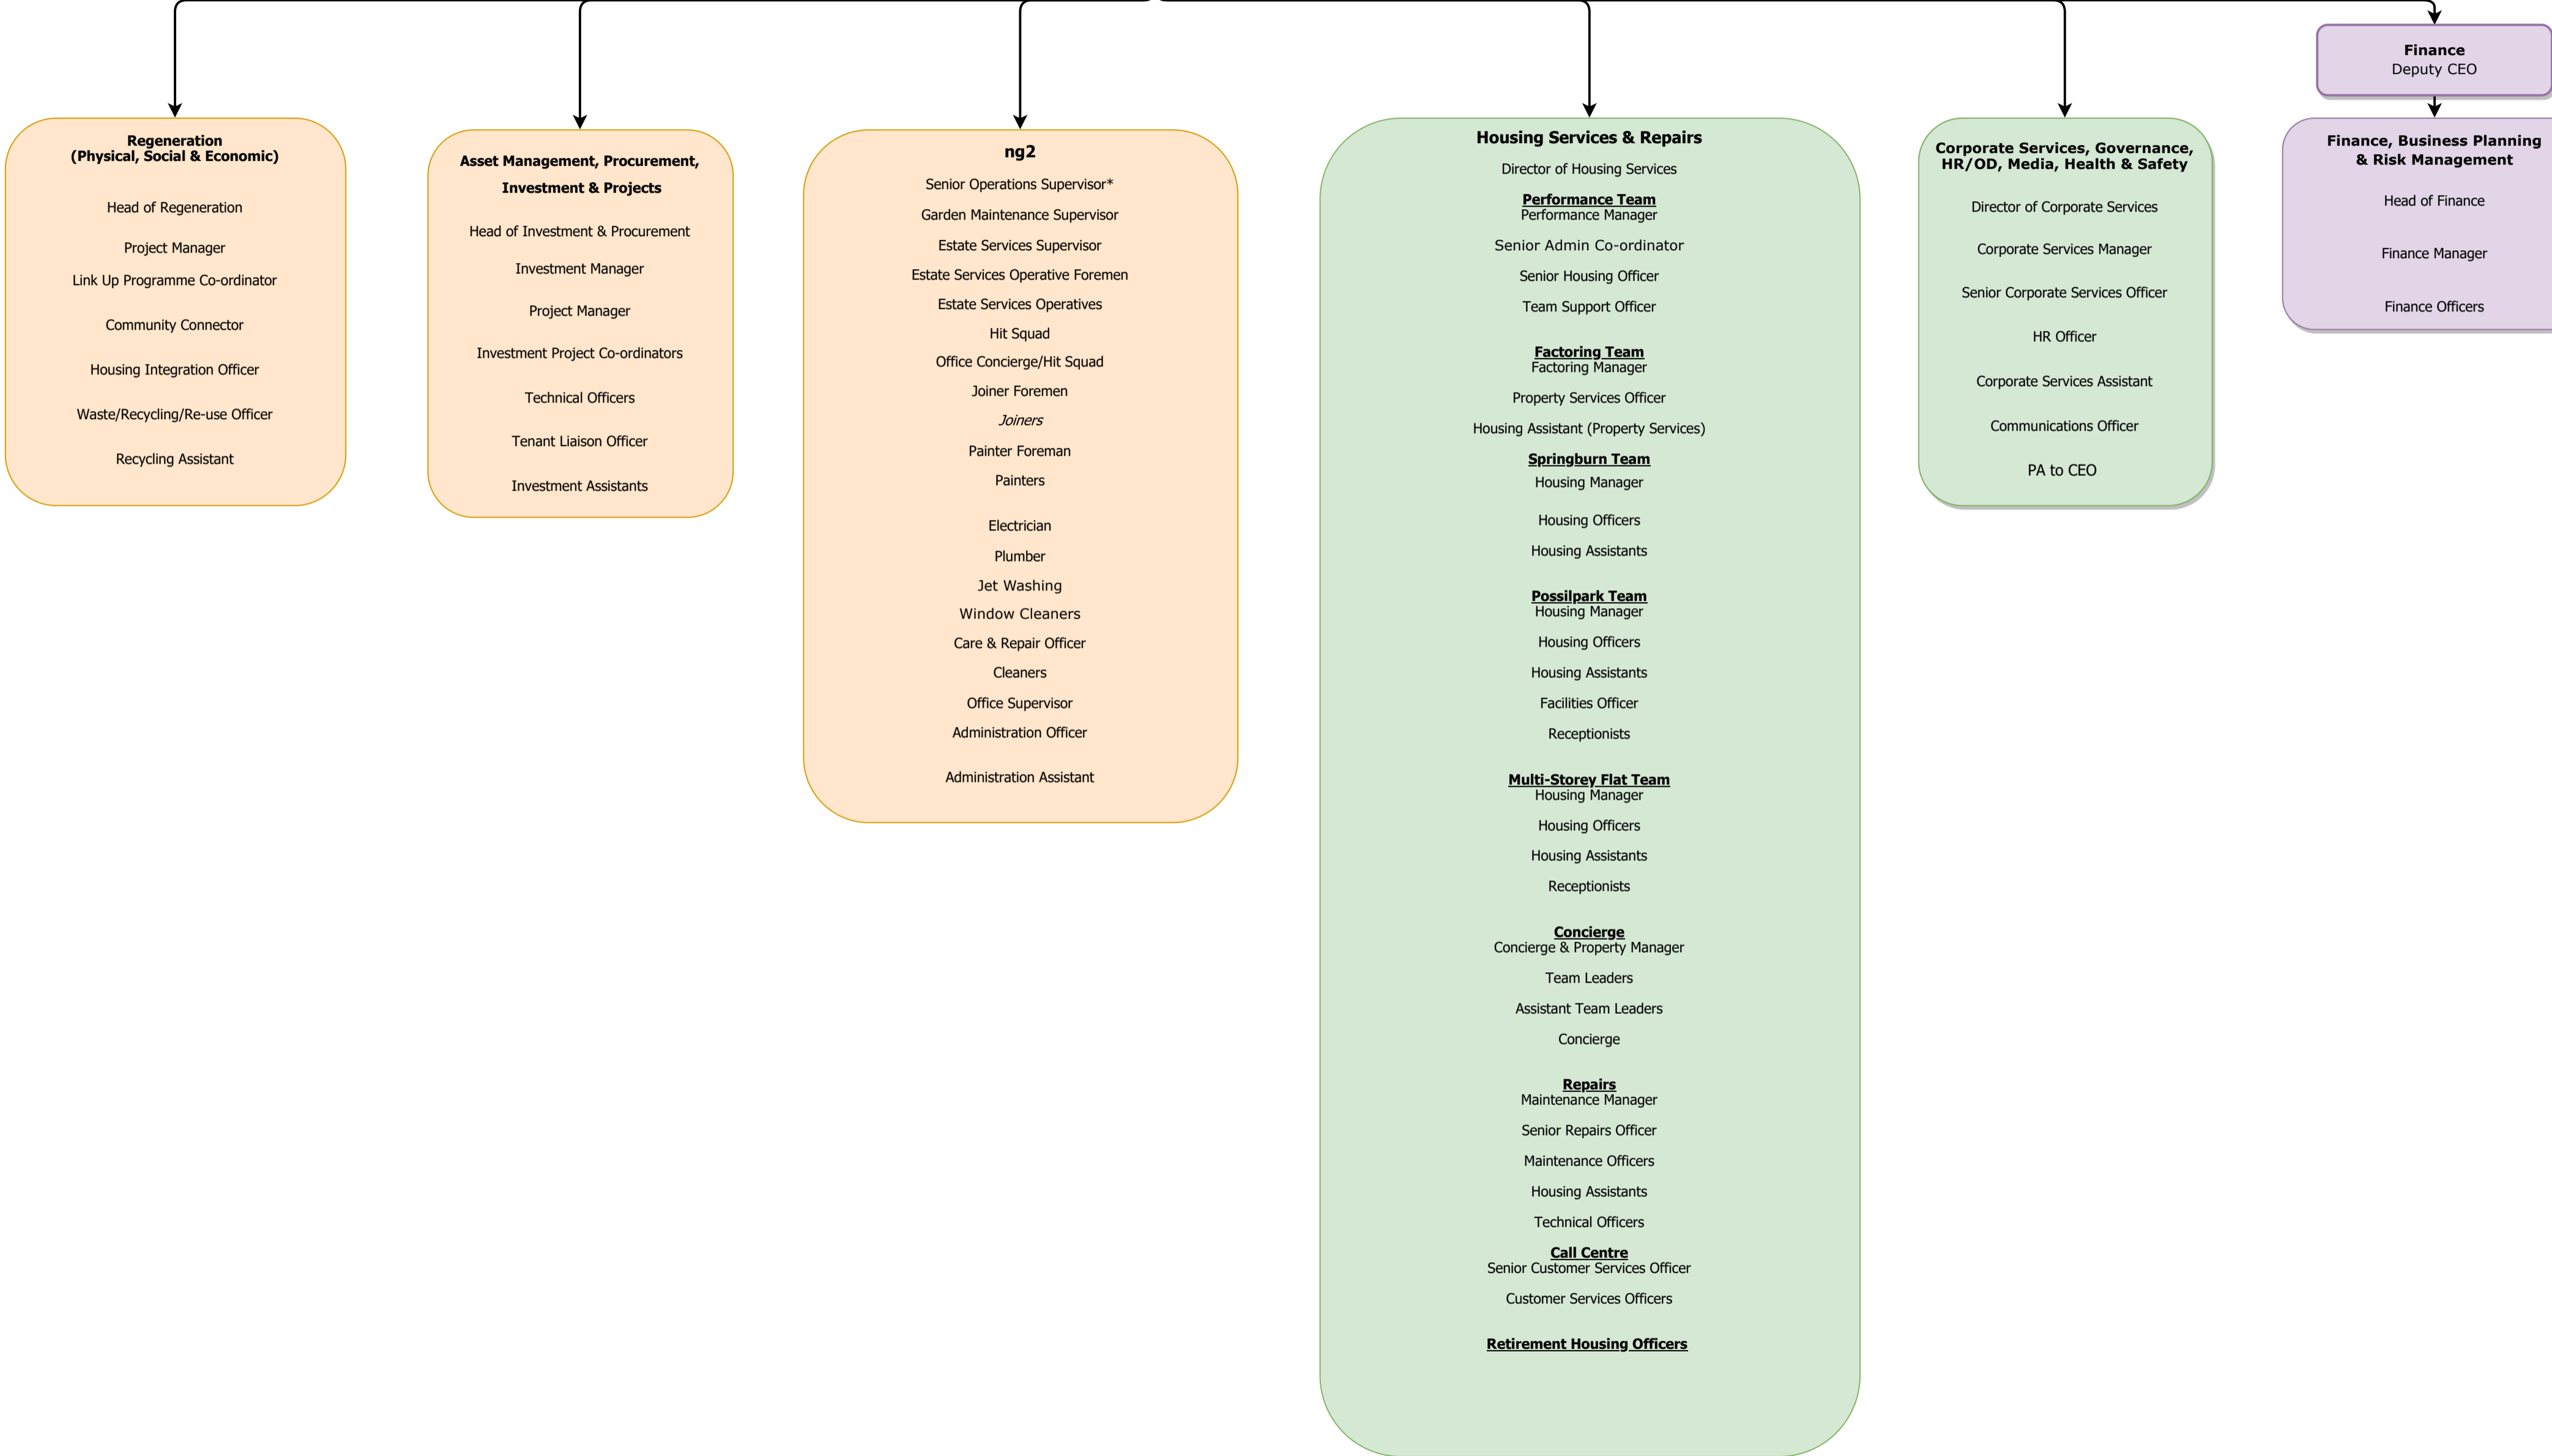 Finance
Deputy CEO
Regeneration
(Physical, Social & Economic)
Head of Regeneration
Project Manager
Link Up Programme Co-ordinator
Community Connector
Housing Integration Officer
Waste/Recycling/Re-use Officer
Recycling Assistant
Asset Management, Procurement,
Investment & Projects
Head of Investment & Procurement
Investment Manager
Project Manager
Investment Project Co-ordinators
Technical Officers
Tenant Liaison Officer
Investment Assistants
ng2
Senior Operations Supervisor*
Garden Maintenance Supervisor
Estate Services Supervisor
Estate Services Operative Foremen
Estate Services Operatives
Hit Squad
Office Concierge/Hit Squad
Joiner Foremen
Joiners
Painter Foreman
Painters
Electrician
Plumber
Jet Washing
Window Cleaners
Care & Repair Officer
Cleaners
Office Supervisor
Administration Officer
Administration Assistant
Housing Services & Repairs
Director of Housing Services
Performance Team
Performance Manager
Senior Admin Co-ordinator
Senior Housing Officer
Team Support Officer
Factoring Team
Factoring Manager
Property Services Officer
Housing Assistant (Property Services)
Springburn Team
Housing Manager
Housing Officers
Housing Assistants
Possilpark Team
Housing Manager
Housing Officers
Housing Assistants
Facilities Officer
Receptionists
Multi-Storey Flat Team
Housing Manager
Housing Officers
Housing Assistants
Receptionists
Concierge
Concierge & Property Manager
Team Leaders
Assistant Team Leaders
Concierge
Repairs
Maintenance Manager
Senior Repairs Officer
Maintenance Officers
Housing Assistants
Technical Officers
Call Centre
Senior Customer Services Officer
Customer Services Officers
Retirement Housing Officers
Corporate Services, Governance,
HR/OD, Media, Health & Safety
Director of Corporate Services
Corporate Services Manager
Senior Corporate Services Officer
HR Officer
Corporate Services Assistant
Communications Officer
PA to CEO
Finance, Business Planning
& Risk Management
Head of Finance
Finance Manager
Finance Officers